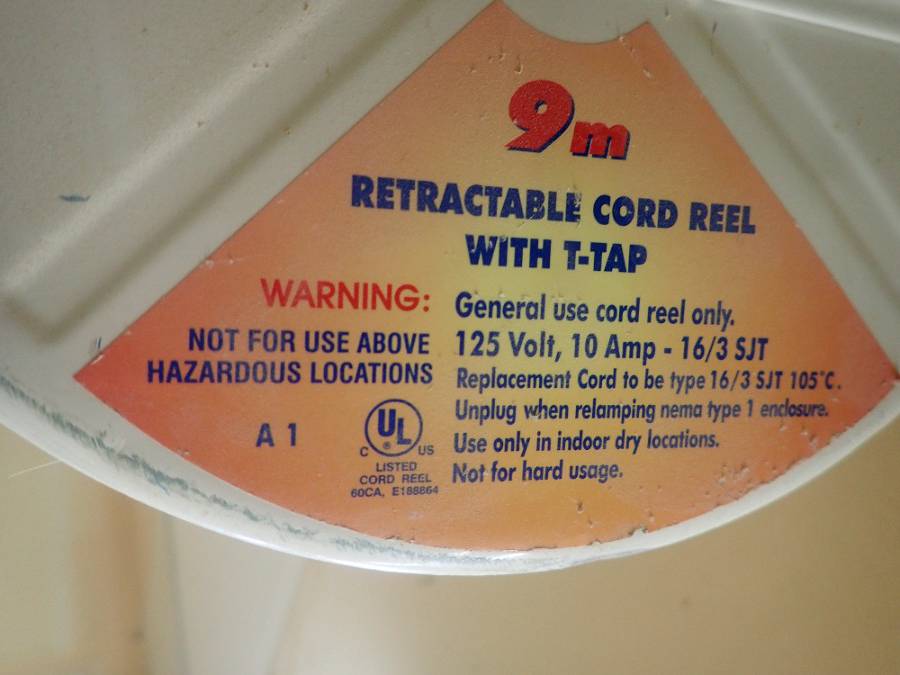 9m
RETRACTABLE CORD REEL
WITH T-TAP
WARNING:
NOT FOR USE ABOVE
HAZARDOUS LOCATIONS
General use cord reel only.
125 Volt, 10 Amp - 16/3 SJT
Replacement Cord to be type 16/3 SJT 105°C.
Unplug when relamping nema type 1 enclosure.
Use only in indoor dry locations.
Not for hard usage.
A 1
C UL ® US
LISTED
CORD REEL
60CA, E188864